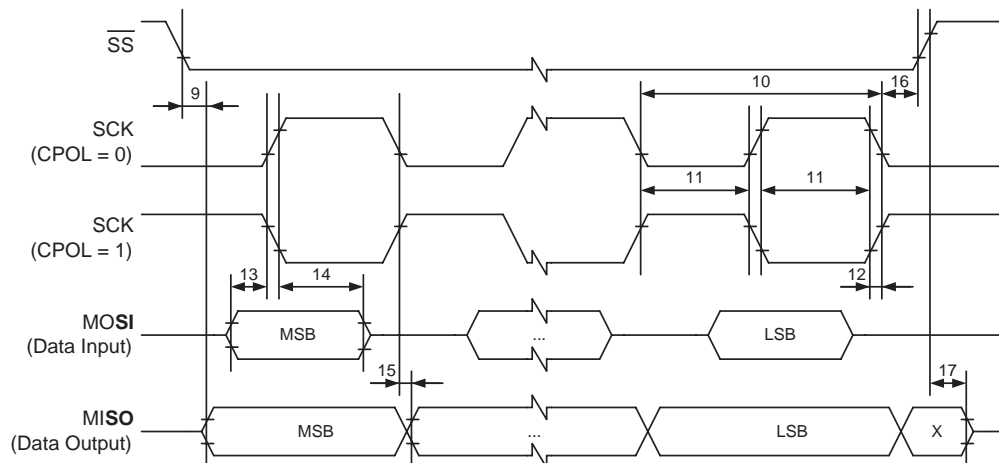 SS
10
16
9
SCK
(CPOL = 0)
11
11
SCK
(CPOL = 1)
13
14
12
MOSI
(Data Input)
MSB
...
LSB
15
17
MISO
(Data Output)
MSB
...
LSB
X